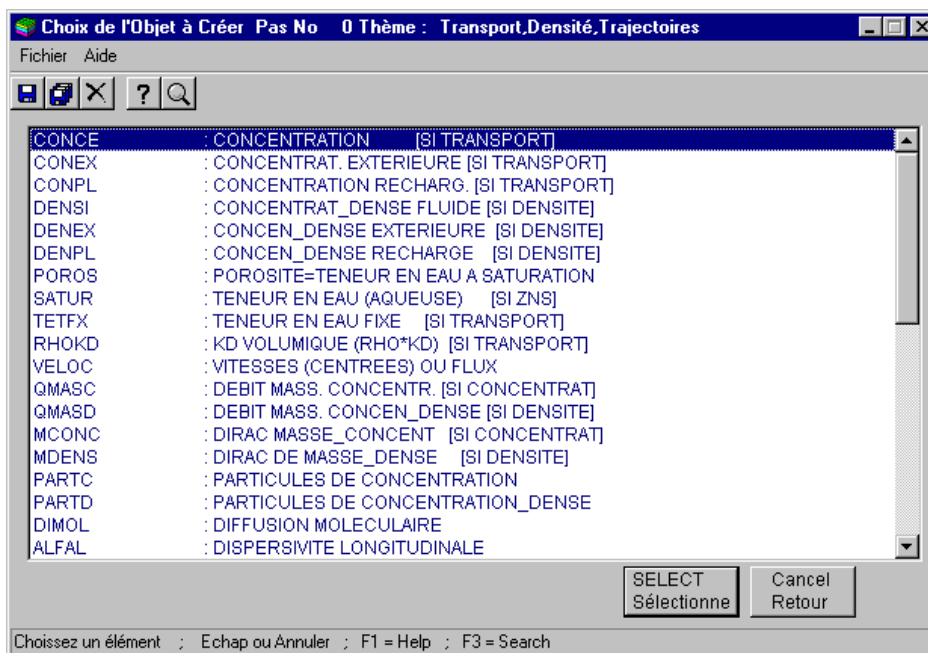 Choix de l'Objet à Créer Pas No 0 Thème : Transport,Densité,Trajectoires
Fichier Aide
CONCE : CONCENTRATION [SI TRANSPORT]
CONEX : CONCENTRAT. EXTERIEURE [SI TRANSPORT]
CONPL : CONCENTRATION RECHARG. [SI TRANSPORT]
DENSI : CONCENTRAT_DENSE FLUIDE [SI DENSITE]
DENEX : CONCEN_DENSE EXTERIEURE [SI DENSITE]
DENPL : CONCEN_DENSE RECHARGE [SI DENSITE]
POROS : POROSITE=TENEUR EN EAU A SATURATION
SATUR : TENEUR EN EAU (AQUEUSE) [SI ZNS]
TETFX : TENEUR EN EAU FIXE [SI TRANSPORT]
RHOKD : KD VOLUMIQUE (RHO*KD) [SI TRANSPORT]
VELOC : VITESSES (CENTREES) OU FLUX
QMASC : DEBIT MASS. CONCENTR. [SI CONCENTRAT]
QMASD : DEBIT MASS. CONCEN_DENSE [SI DENSITE]
MCONC : DIRAC MASSE_CONCENT [SI CONCENTRAT]
MDENS : DIRAC DE MASSE_DENSE [SI DENSITE]
PARTC : PARTICULES DE CONCENTRATION
PARTD : PARTICULES DE CONCENTRATION_DENSE
DIMOL : DIFFUSION MOLECULAIRE
ALFAL : DISPERSIVITE LONGITUDINALE
SELECT
Sélectionne
Cancel
Retour
Choissez un élément ; Echap ou Annuler ; F1 = Help ; F3 = Search